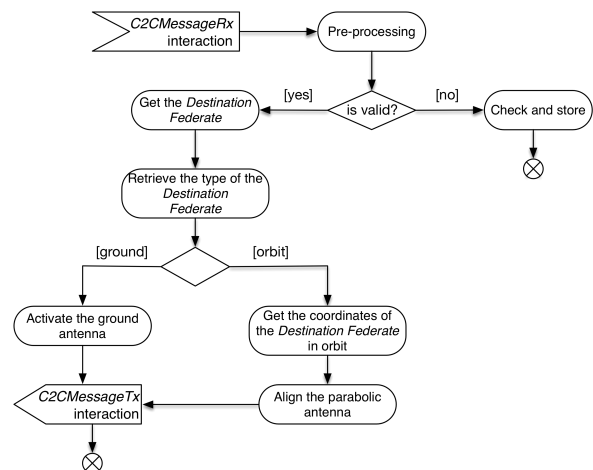 C2CMessageRx
interaction
Pre-processing
[yes]
is valid?
[no]
Get the Destination
Federate
Check and store
Retrieve the type of the
Destination
Federate
[ground]
[orbit]
Activate the ground
antenna
Get the coordinates of
the Destination Federate
in orbit
C2CMessageTx
interaction
Align the parabolic
antenna